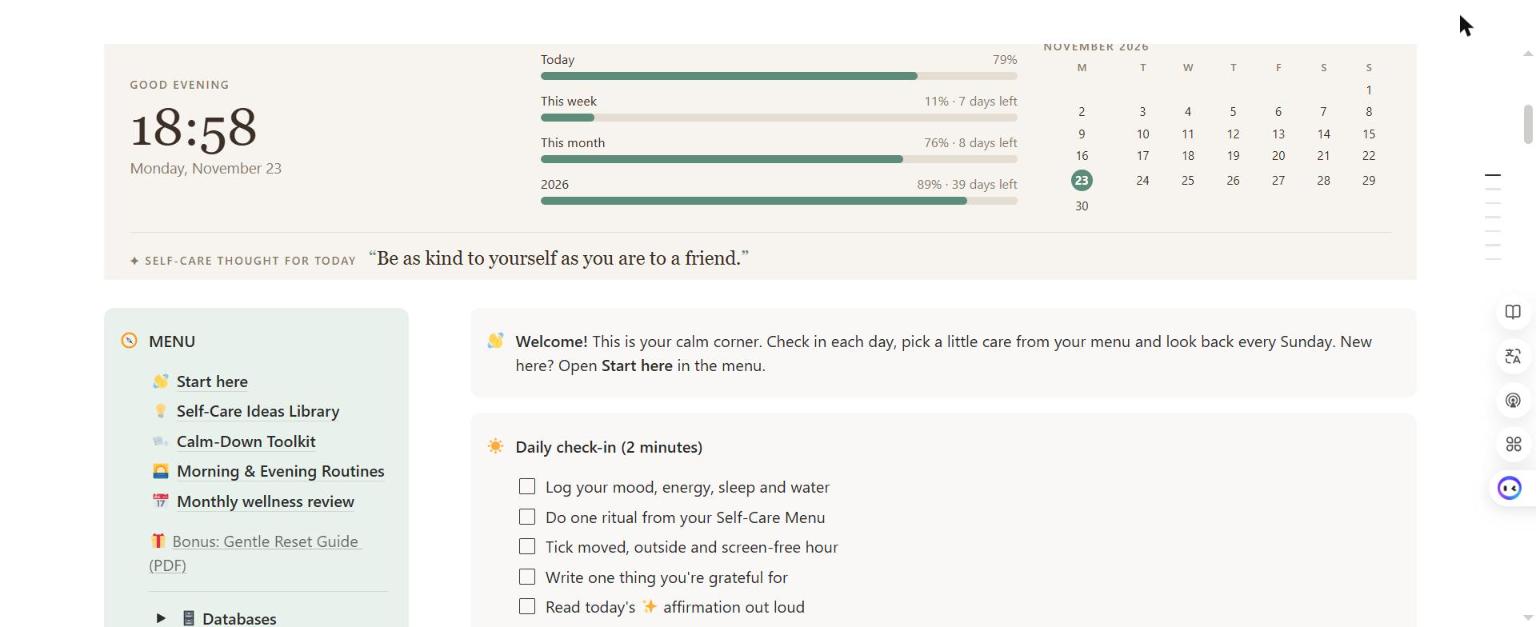 GOOD EVENING
18:58
Monday, November 23
Today 79%
This week 11% · 7 days left
This month 76% · 8 days left
2026 89% · 39 days left
NOVEMBER 2026
M T W T F S S
1
2 3 4 5 6 7 8
9 10 11 12 13 14 15
16 17 18 19 20 21 22
23 24 25 26 27 28 29
30
✦ SELF-CARE THOUGHT FOR TODAY “Be as kind to yourself as you are to a friend.”
MENU
Start here
Self-Care Ideas Library
Calm-Down Toolkit
Morning & Evening Routines
Monthly wellness review
Bonus: Gentle Reset Guide
(PDF)
Databases
Welcome! This is your calm corner. Check in each day, pick a little care from your menu and look back every Sunday. New
here? Open Start here in the menu.
Daily check-in (2 minutes)
Log your mood, energy, sleep and water
Do one ritual from your Self-Care Menu
Tick moved, outside and screen-free hour
Write one thing you're grateful for
Read today's ✨ affirmation out loud